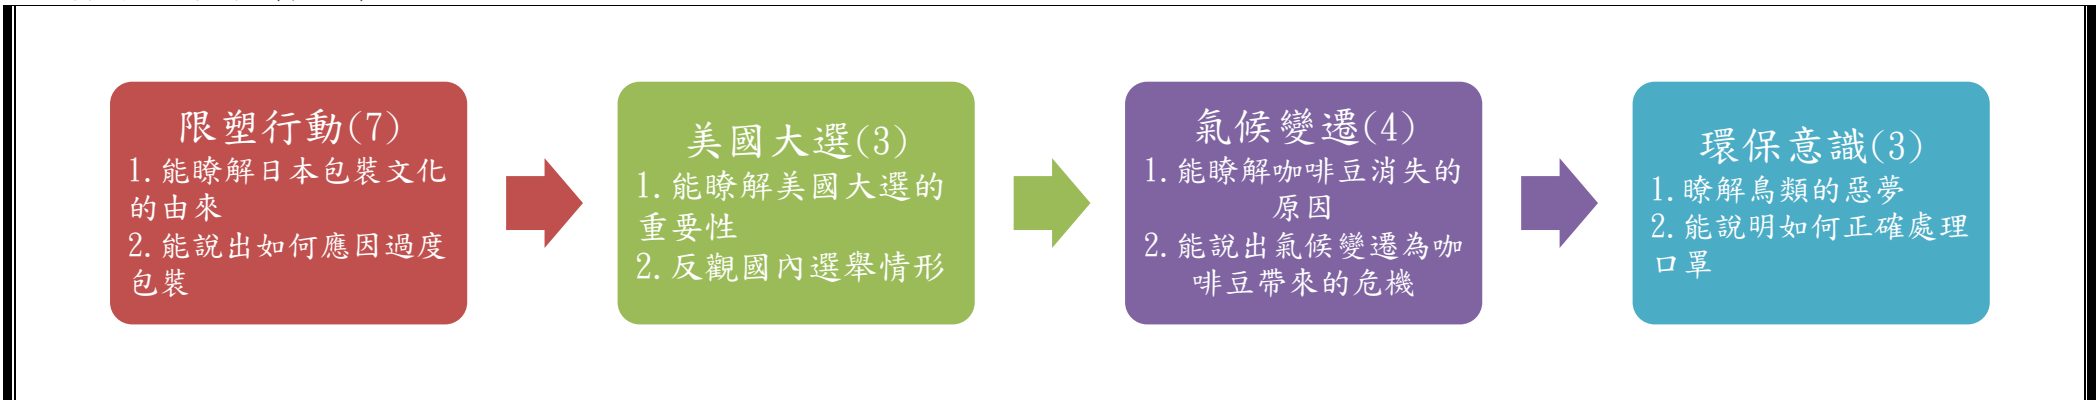 限塑行動(7)
1.能瞭解日本包裝文化
的由來
2.能說出如何應因過度
包裝
美國大選(3)
1.能瞭解美國大選的
重要性
2.反觀國內選舉情形
氣候變遷(4)
1.能瞭解咖啡豆消失的
原因
2.能說出氣候變遷為咖
啡豆帶來的危機
環保意識(3)
1.瞭解鳥類的惡夢
2.能說明如何正確處理
口罩